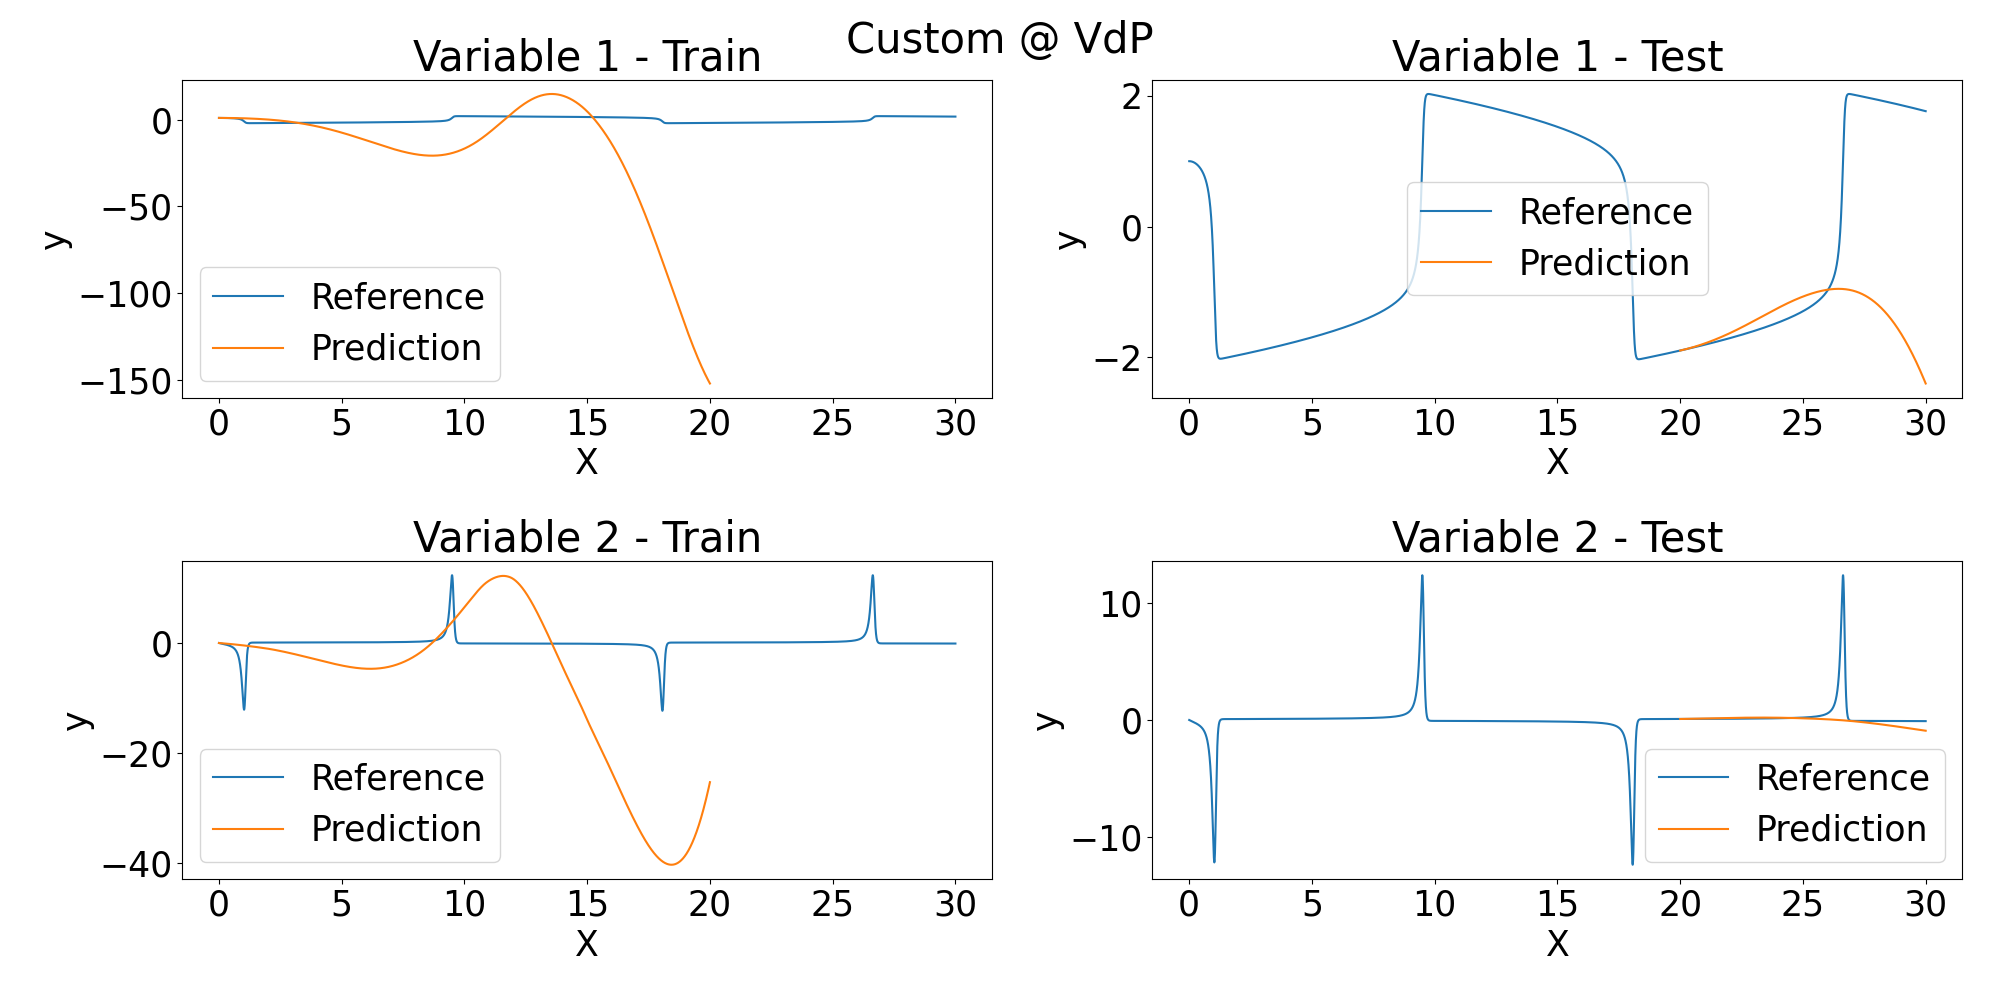 Custom @ VdP
Variable 1 - Train
0
−50
−100
−150
y
Reference
Prediction
0 5 10 15 20 25 30
X
Variable 1 - Test
2
0
−2
y
Reference
Prediction
0 5 10 15 20 25 30
X
Variable 2 - Train
0
−20
−40
y
Reference
Prediction
0 5 10 15 20 25 30
X
Variable 2 - Test
10
0
−10
y
Reference
Prediction
0 5 10 15 20 25 30
X